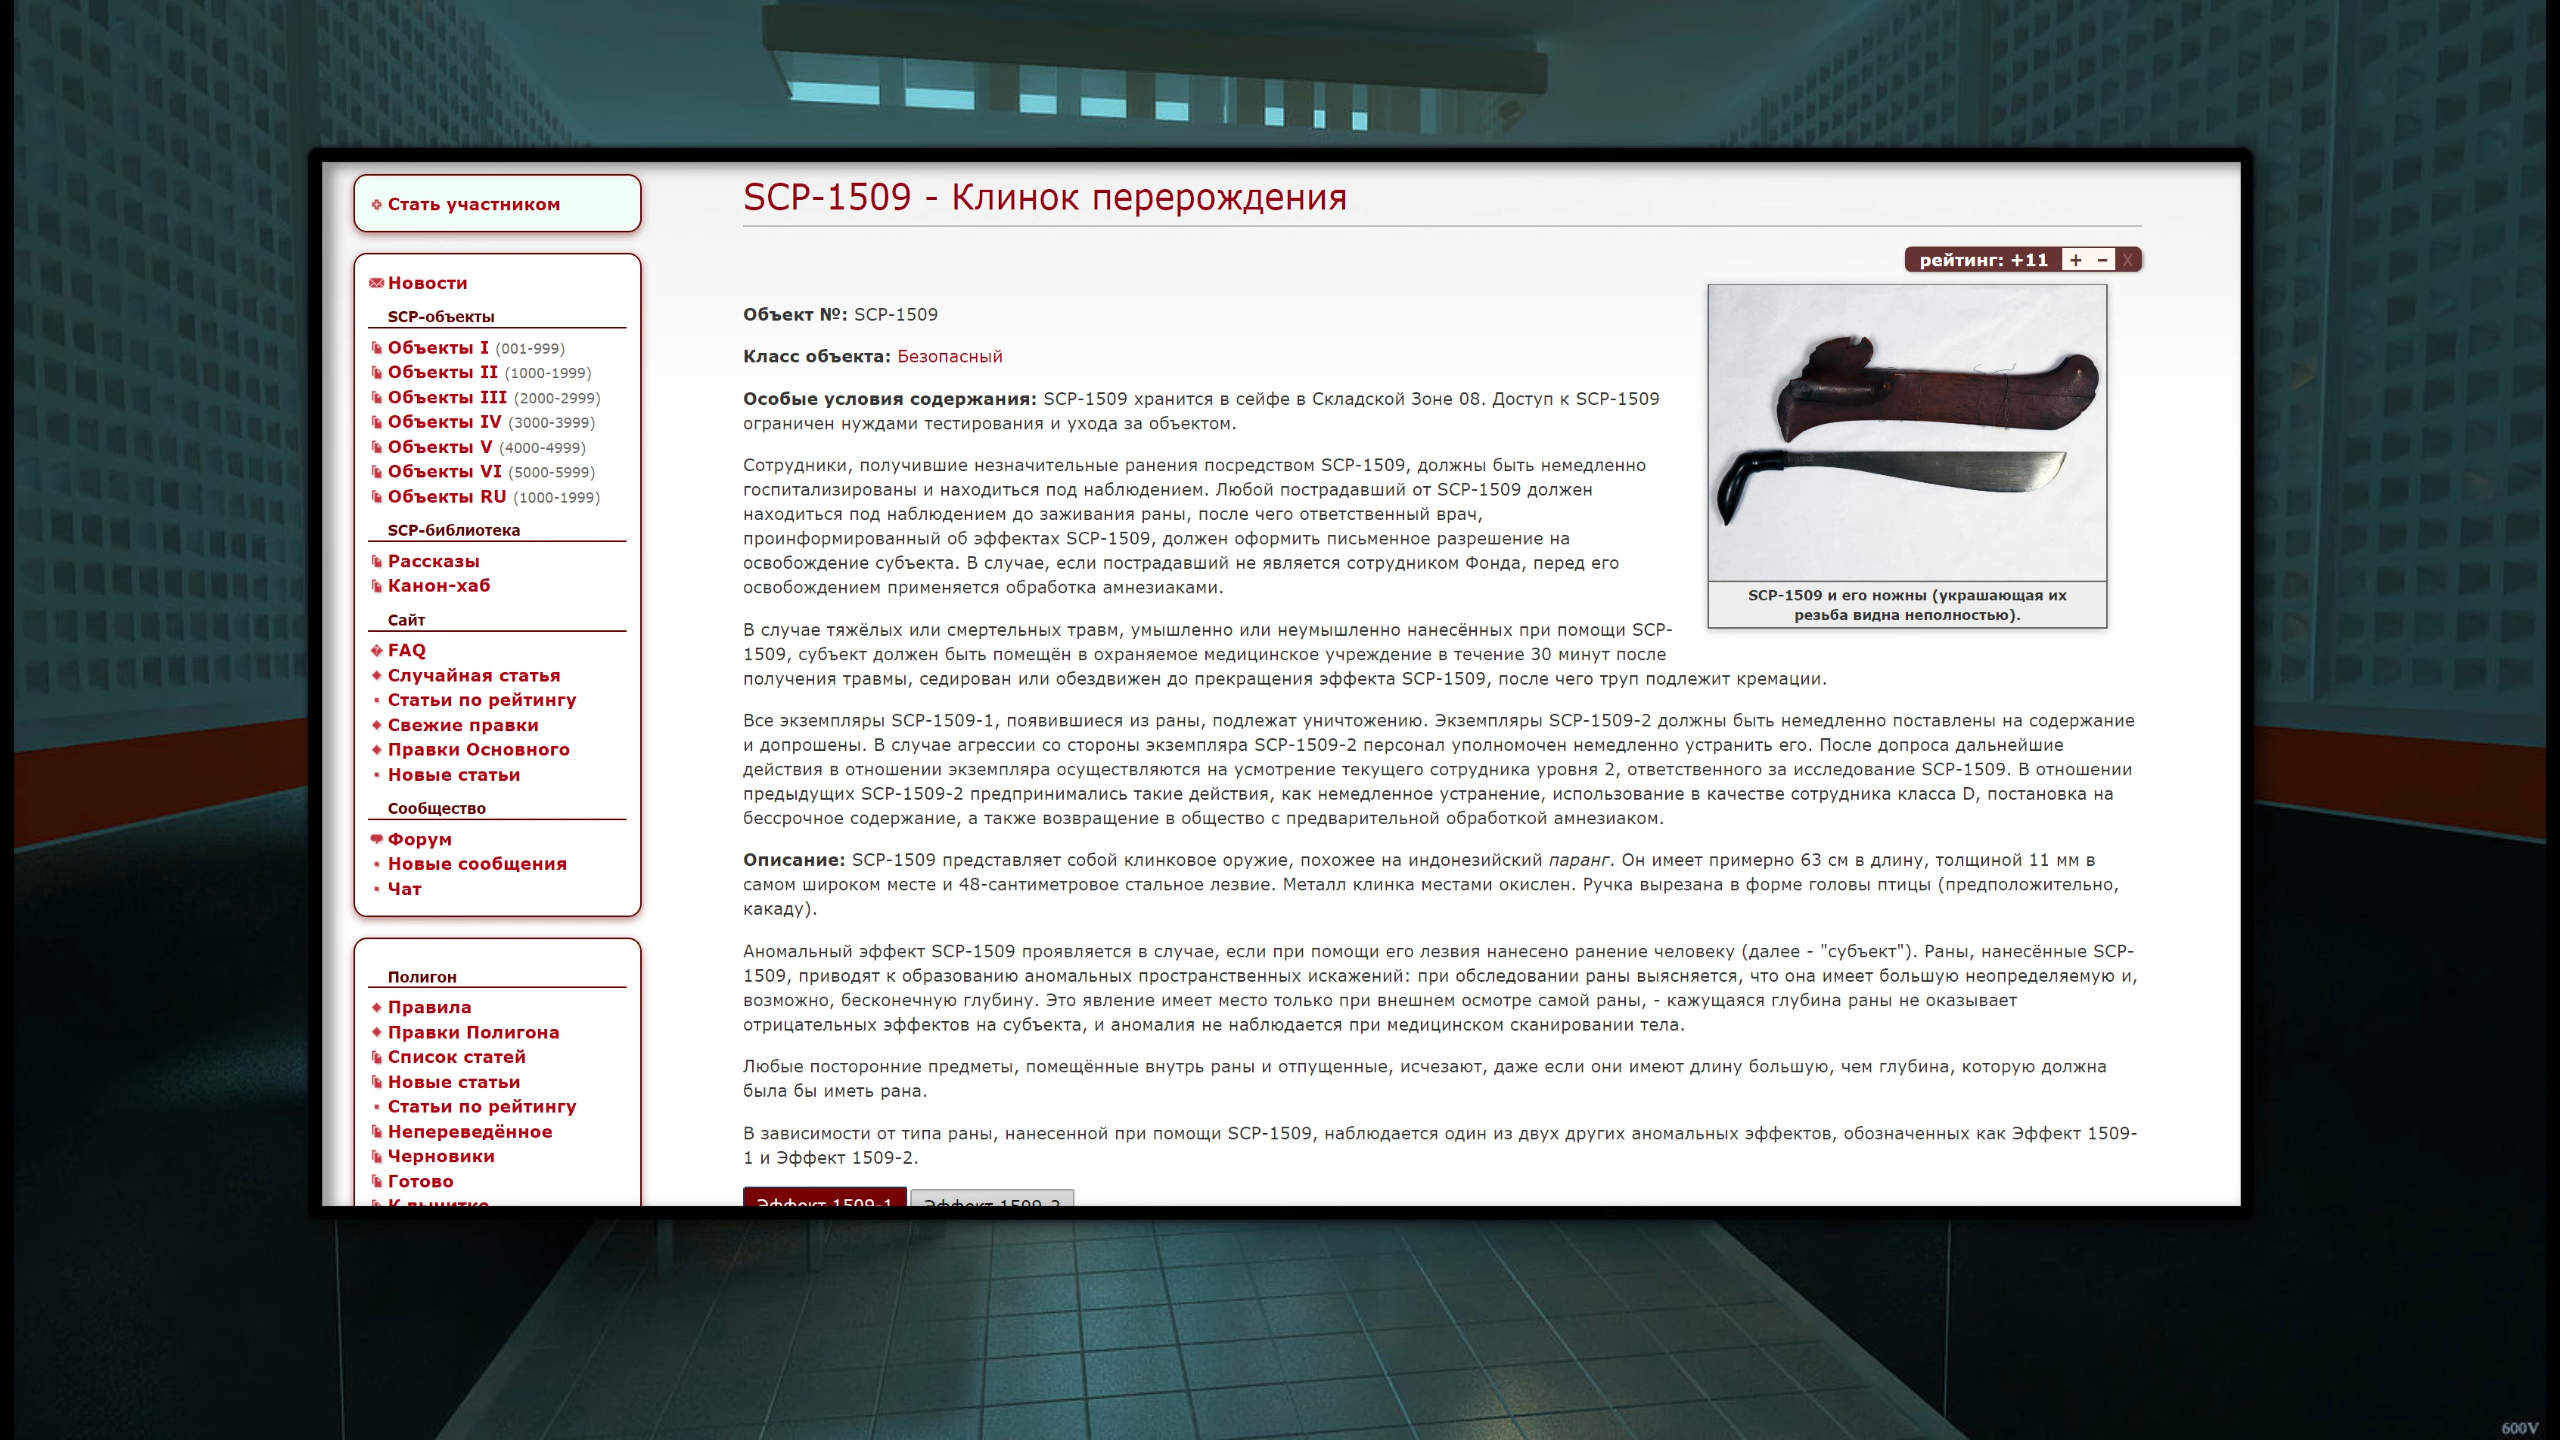 Стать участником
Новости
SCP-объекты
Объекты I (001-999)
Объекты II (1000-1999)
Объекты III (2000-2999)
Объекты IV (3000-3999)
Объекты V (4000-4999)
Объекты VI (5000-5999)
Объекты RU (1000-1999)
SCP-библиотека
Рассказы
Канон-хаб
Сайт
FAQ
Случайная статья
Статьи по рейтингу
Свежие правки
Правки Основного
Новые статьи
Сообщество
Форум
Новые сообщения
Чат
Полигон
Правила
Правки Полигона
Список статей
Новые статьи
Статьи по рейтингу
Непереведённое
Черновики
Готово
К вычитке
SCP-1509 - Клинок перерождения
рейтинг: +11 + – X
Объект №: SCP-1509
Класс объекта: Безопасный
Особые условия содержания: SCP-1509 хранится в сейфе в Складской Зоне 08. Доступ к SCP-1509
ограничен нуждами тестирования и ухода за объектом.
Сотрудники, получившие незначительные ранения посредством SCP-1509, должны быть немедленно
госпитализированы и находиться под наблюдением. Любой пострадавший от SCP-1509 должен
находиться под наблюдением до заживания раны, после чего ответственный врач,
проинформированный об эффектах SCP-1509, должен оформить письменное разрешение на
освобождение субъекта. В случае, если пострадавший не является сотрудником Фонда, перед его
освобождением применяется обработка амнезиаками.
SCP-1509 и его ножны (украшающая их
резьба видна неполностью).
В случае тяжёлых или смертельных травм, умышленно или неумышленно нанесённых при помощи SCP-
1509, субъект должен быть помещён в охраняемое медицинское учреждение в течение 30 минут после
получения травмы, седирован или обездвижен до прекращения эффекта SCP-1509, после чего труп подлежит кремации.
Все экземпляры SCP-1509-1, появившиеся из раны, подлежат уничтожению. Экземпляры SCP-1509-2 должны быть немедленно поставлены на содержание
и допрошены. В случае агрессии со стороны экземпляра SCP-1509-2 персонал уполномочен немедленно устранить его. После допроса дальнейшие
действия в отношении экземпляра осуществляются на усмотрение текущего сотрудника уровня 2, ответственного за исследование SCP-1509. В отношении
предыдущих SCP-1509-2 предпринимались такие действия, как немедленное устранение, использование в качестве сотрудника класса D, постановка на
бессрочное содержание, а также возвращение в общество с предварительной обработкой амнезиаком.
Описание: SCP-1509 представляет собой клинковое оружие, похожее на индонезийский паранг. Он имеет примерно 63 см в длину, толщиной 11 мм в
самом широком месте и 48-сантиметровое стальное лезвие. Металл клинка местами окислен. Ручка вырезана в форме головы птицы (предположительно,
какаду).
Аномальный эффект SCP-1509 проявляется в случае, если при помощи его лезвия нанесено ранение человеку (далее - "субъект"). Раны, нанесённые SCP-
1509, приводят к образованию аномальных пространственных искажений: при обследовании раны выясняется, что она имеет большую неопределяемую и,
возможно, бесконечную глубину. Это явление имеет место только при внешнем осмотре самой раны, - кажущаяся глубина раны не оказывает
отрицательных эффектов на субъекта, и аномалия не наблюдается при медицинском сканировании тела.
Любые посторонние предметы, помещённые внутрь раны и отпущенные, исчезают, даже если они имеют длину большую, чем глубина, которую должна
была бы иметь рана.
В зависимости от типа раны, нанесенной при помощи SCP-1509, наблюдается один из двух других аномальных эффектов, обозначенных как Эффект 1509-
1 и Эффект 1509-2.
Эффект 1509-1 Эффект 1509-2
600V